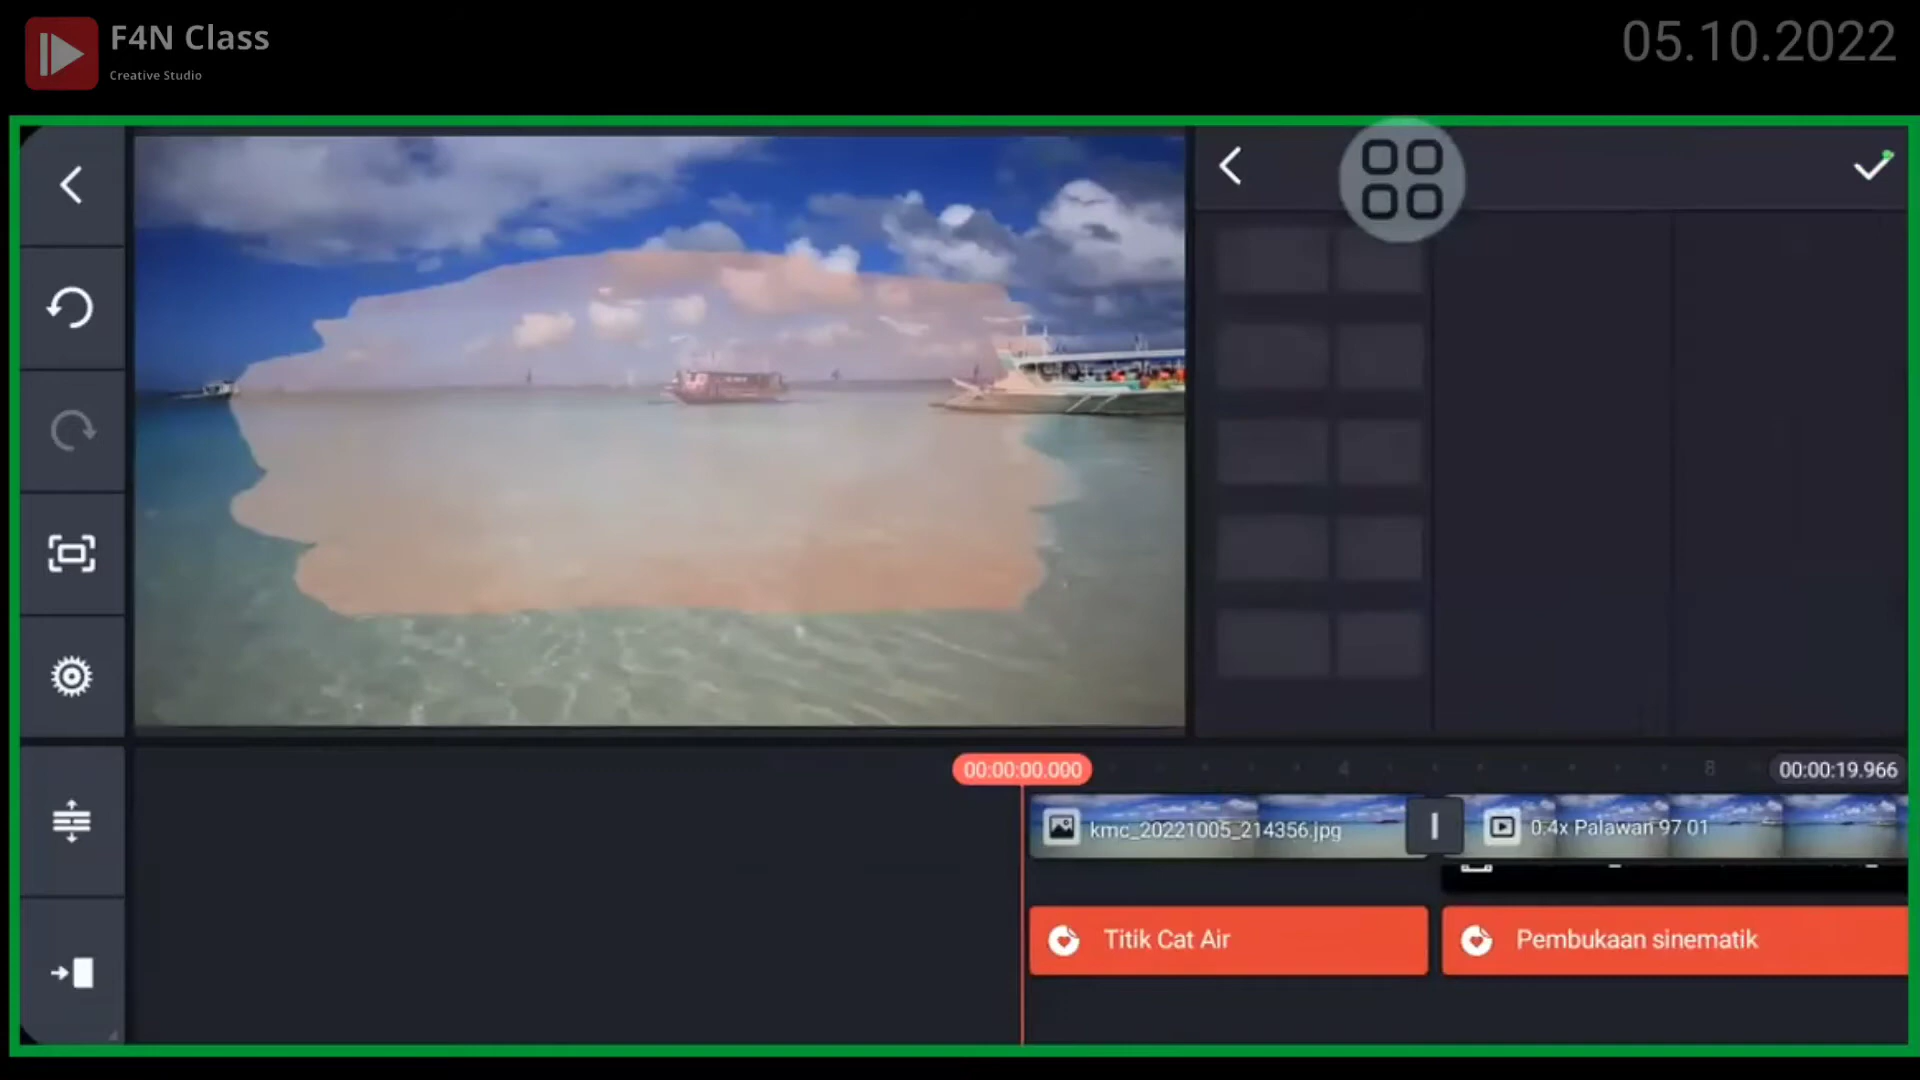 F4N Class
Creative Studio
05.10.2022
00:00:00.000
4
8
00:00:19.966
kmc_20221005_214356.jpg
0.4x Palawan 97 01
Titik Cat Air
Pembukaan sinematik